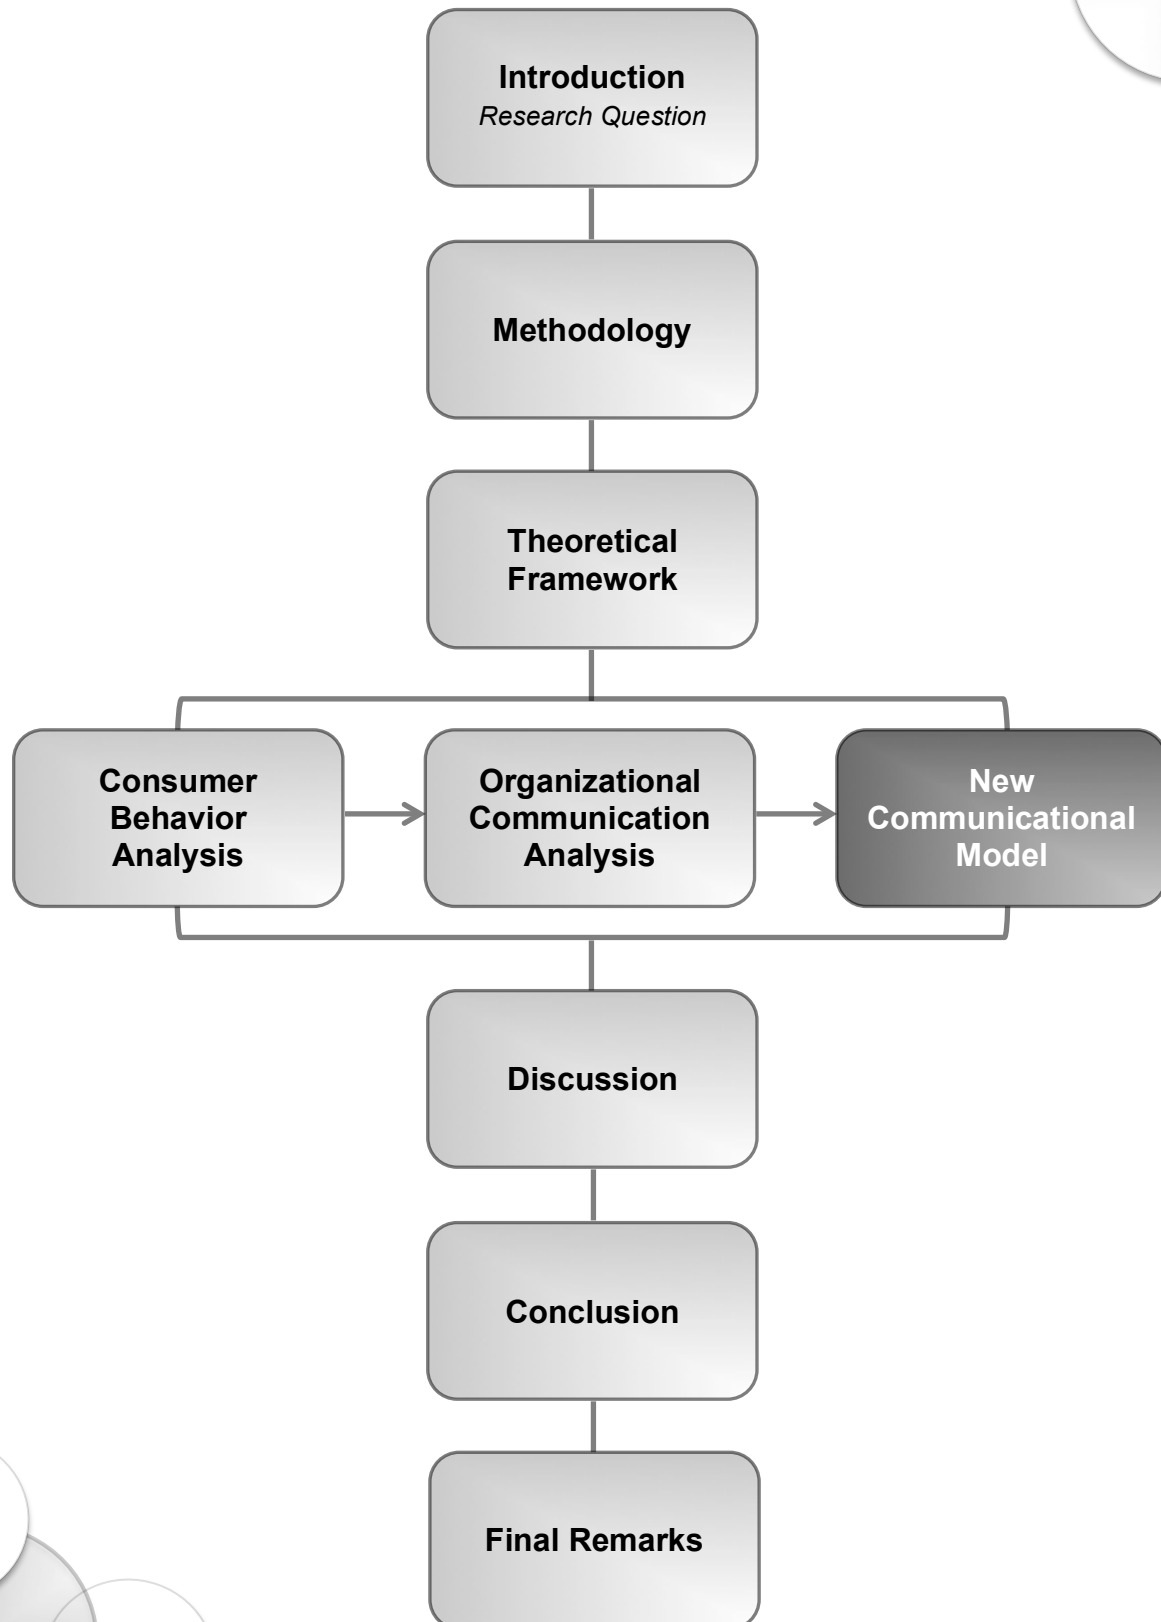 Introduction
Research Question
Methodology
Theoretical
Framework
Consumer
Behavior
Analysis
Organizational
Communication
Analysis
New
Communicational
Model
Discussion
Conclusion
Final Remarks